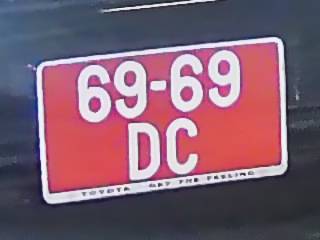 69-69
DC
TOYOTA GET THE FEELING